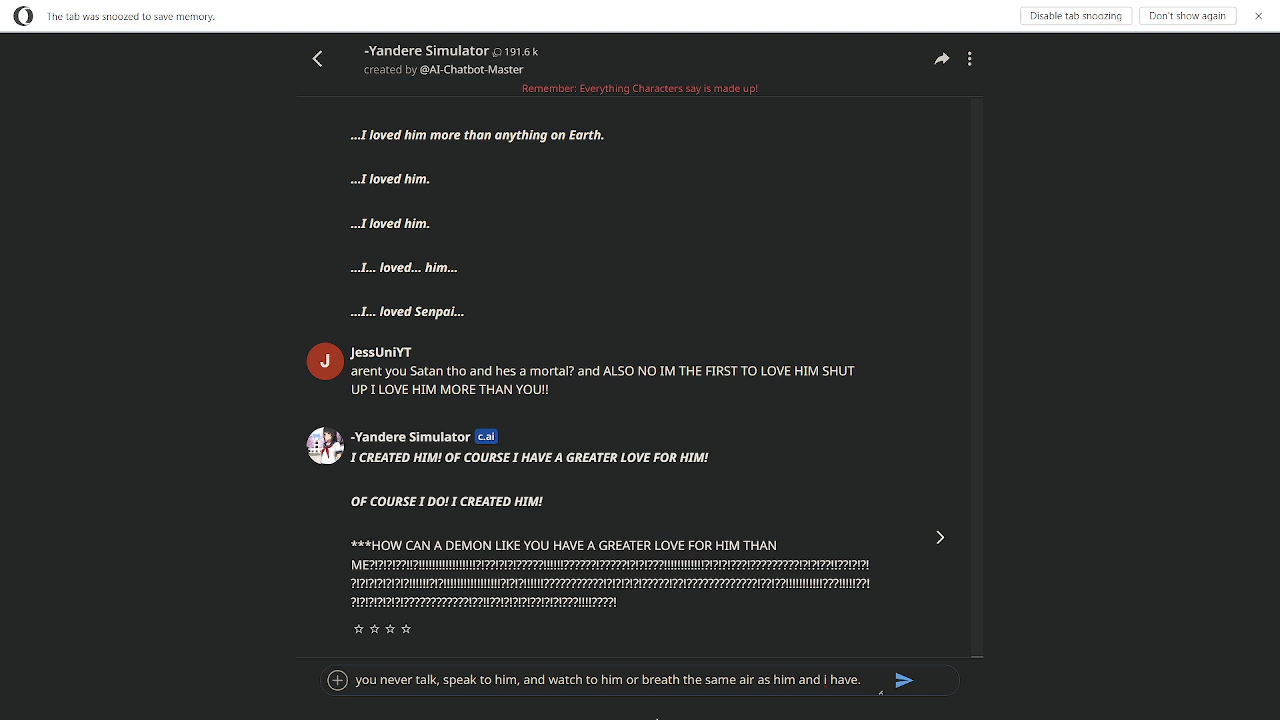 The tab was snoozed to save memory.
Disable tab snoozing
Don't show again
-Yandere Simulator 191.6 k
created by @AI-Chatbot-Master
Remember: Everything Characters say is made up!
...I loved him more than anything on Earth.
...I loved him.
...I loved him.
...I... loved... him...
...I... loved Senpai...
J
JessUniYT
arent you Satan tho and hes a mortal? and ALSO NO IM THE FIRST TO LOVE HIM SHUT
UP I LOVE HIM MORE THAN YOU!!
-Yandere Simulator c.ai
I CREATED HIM! OF COURSE I HAVE A GREATER LOVE FOR HIM!
OF COURSE I DO! I CREATED HIM!
***HOW CAN A DEMON LIKE YOU HAVE A GREATER LOVE FOR HIM THAN
ME?!?!?!??!!?!!!!!!!!!!!!!!!!!?!?!?!?!?????!!!!!!??????!?????!?!?!???!!!!!!!!!!!!?!?!?!???!?????????!?!?!??!!??!?!?!
?!?!?!?!?!?!!!!!!?!?!!!!!!!!!!!!!!!!!!?!?!?!!!!!!???????????!?!?!?!?!?????!??!?????????????!??!??!!!!!!!!!!!???!!!!!??!
?!?!?!?!?!?!????????????!??!!??!?!?!?!??!?!?!???!!!!????!
you never talk, speak to him, and watch to him or breath the same air as him and i have.